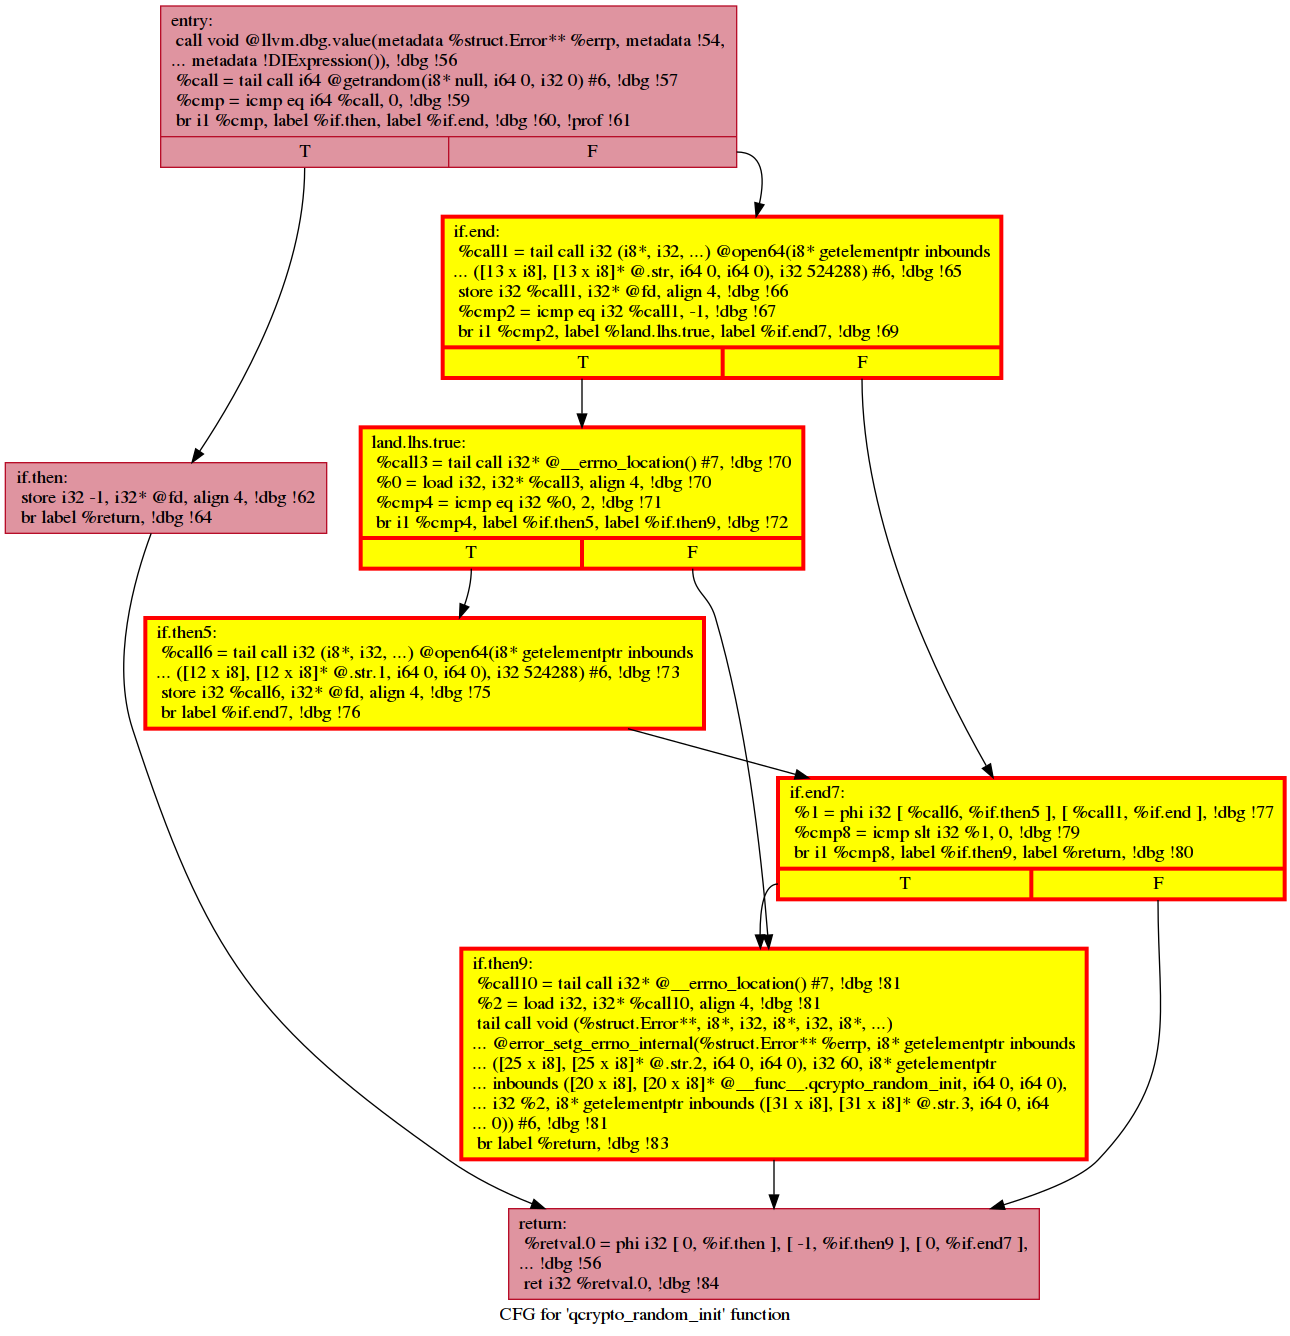 entry:
call void @llvm.dbg.value(metadata %struct.Error** %errp, metadata !54,
... metadata !DIExpression()), !dbg !56
%call = tail call i64 @getrandom(i8* null, i64 0, i32 0) #6, !dbg !57
%cmp = icmp eq i64 %call, 0, !dbg !59
br i1 %cmp, label %if.then, label %if.end, !dbg !60, !prof !61
T F
if.end:
%call1 = tail call i32 (i8*, i32, ...) @open64(i8* getelementptr inbounds
... ([13 x i8], [13 x i8]* @.str, i64 0, i64 0), i32 524288) #6, !dbg !65
store i32 %call1, i32* @fd, align 4, !dbg !66
%cmp2 = icmp eq i32 %call1, -1, !dbg !67
br i1 %cmp2, label %land.lhs.true, label %if.end7, !dbg !69
T F
land.lhs.true:
%call3 = tail call i32* @__errno_location() #7, !dbg !70
%0 = load i32, i32* %call3, align 4, !dbg !70
%cmp4 = icmp eq i32 %0, 2, !dbg !71
br i1 %cmp4, label %if.then5, label %if.then9, !dbg !72
T F
if.then:
store i32 -1, i32* @fd, align 4, !dbg !62
br label %return, !dbg !64
if.then5:
%call6 = tail call i32 (i8*, i32, ...) @open64(i8* getelementptr inbounds
... ([12 x i8], [12 x i8]* @.str.1, i64 0, i64 0), i32 524288) #6, !dbg !73
store i32 %call6, i32* @fd, align 4, !dbg !75
br label %if.end7, !dbg !76
if.end7:
%1 = phi i32 [ %call6, %if.then5 ], [ %call1, %if.end ], !dbg !77
%cmp8 = icmp slt i32 %1, 0, !dbg !79
br i1 %cmp8, label %if.then9, label %return, !dbg !80
T F
if.then9:
%call10 = tail call i32* @__errno_location() #7, !dbg !81
%2 = load i32, i32* %call10, align 4, !dbg !81
tail call void (%struct.Error**, i8*, i32, i8*, i32, i8*, ...)
... @error_setg_errno_internal(%struct.Error** %errp, i8* getelementptr inbounds
... ([25 x i8], [25 x i8]* @.str.2, i64 0, i64 0), i32 60, i8* getelementptr
... inbounds ([20 x i8], [20 x i8]* @__func__.qcrypto_random_init, i64 0, i64 0),
... i32 %2, i8* getelementptr inbounds ([31 x i8], [31 x i8]* @.str.3, i64 0, i64
... 0)) #6, !dbg !81
br label %return, !dbg !83
return:
%retval.0 = phi i32 [ 0, %if.then ], [ -1, %if.then9 ], [ 0, %if.end7 ],
... !dbg !56
ret i32 %retval.0, !dbg !84
CFG for 'qcrypto_random_init' function